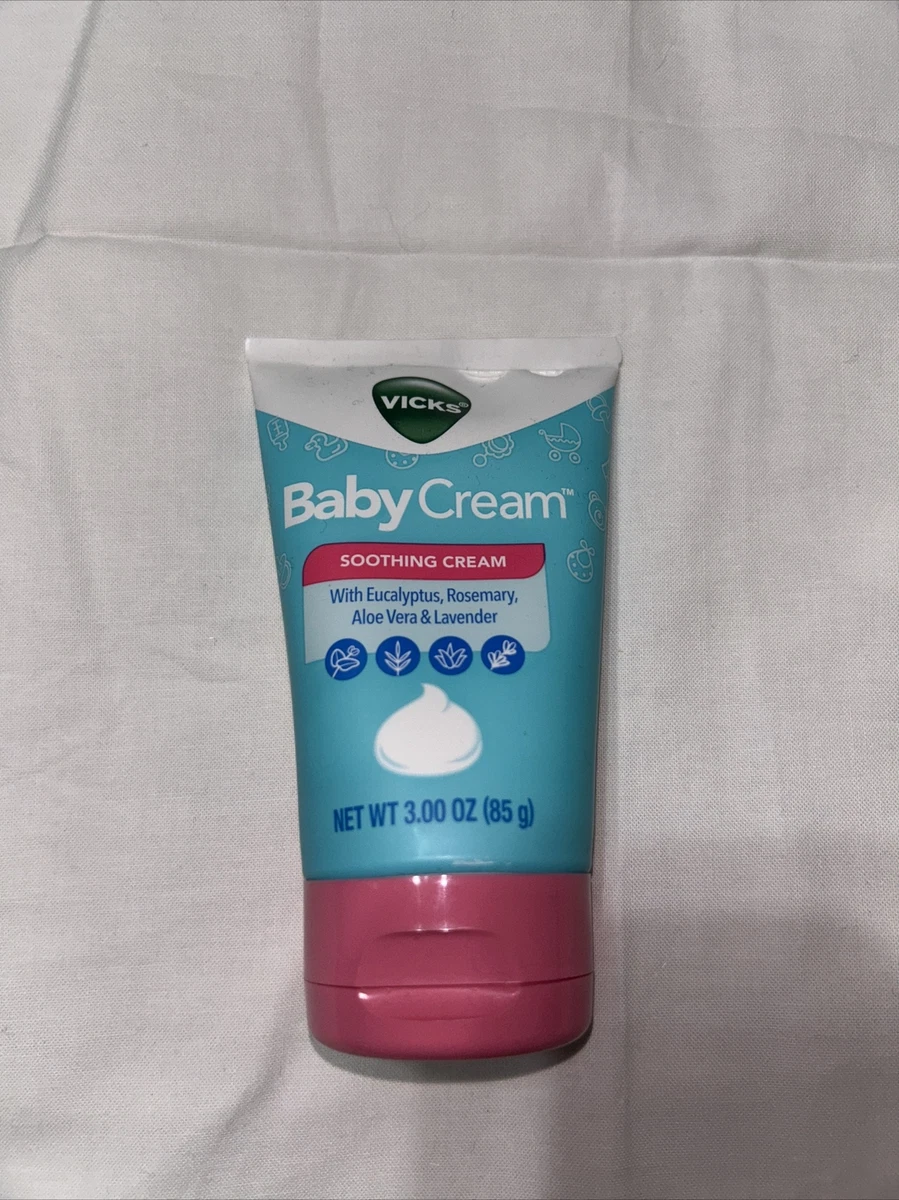 VICKS®
Baby Cream™
SOOTHING CREAM
With Eucalyptus, Rosemary,
Aloe Vera & Lavender
NET WT 3.00 OZ (85 g)